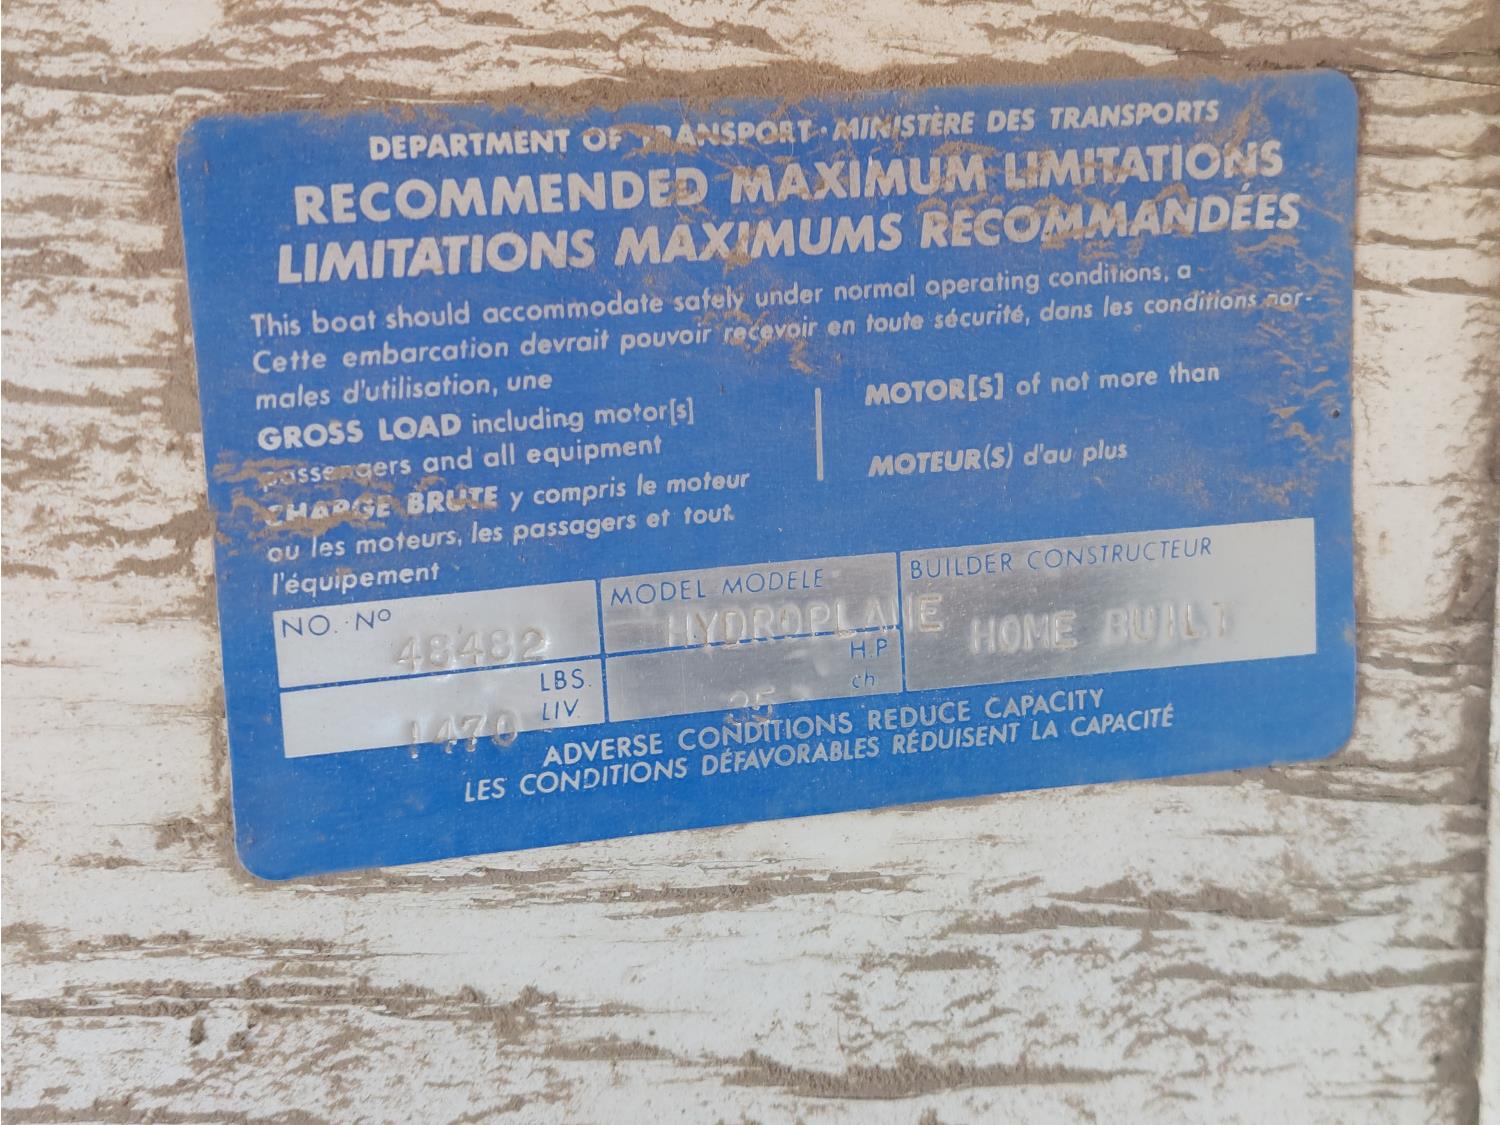 DEPARTMENT OF TRANSPORT · MINISTÈRE DES TRANSPORTS
RECOMMENDED MAXIMUM LIMITATIONS
LIMITATIONS MAXIMUMS RECOMMANDÉES
This boat should accommodate safely under normal operating conditions, a
Cette embarcation devrait pouvoir recevoir en toute sécurité, dans les conditions nor-
males d'utilisation, une
GROSS LOAD including motor[s]
passengers and all equipment
CHARGE BRUTE y compris le moteur
ou les moteurs, les passagers et tout
l'équipement
MOTOR[S] of not more than
MOTEUR(S) d'au plus
NO. · Nº
48482
MODEL MODELE
HYDROPLANE
BUILDER CONSTRUCTEUR
HOME BUILT
1470
LBS.
LIV.
H.P
ch
ADVERSE CONDITIONS REDUCE CAPACITY
LES CONDITIONS DÉFAVORABLES RÉDUISENT LA CAPACITÉ